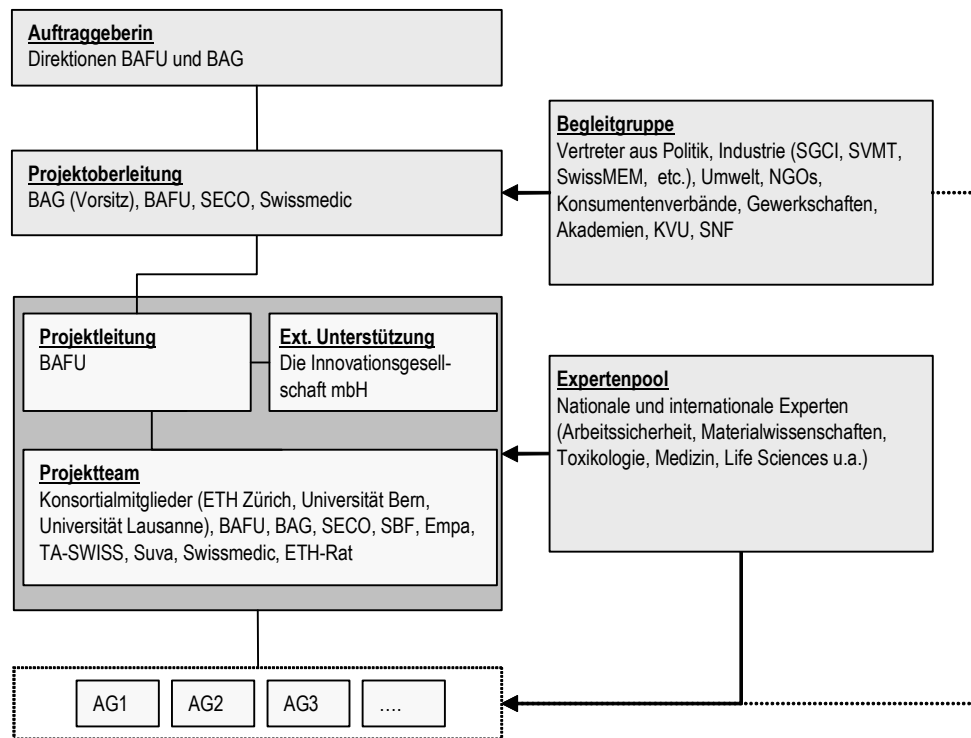 Auftraggeberin
Direktionen BAFU und BAG
Projektoberleitung
BAG (Vorsitz), BAFU, SECO, Swissmedic
Begleitgruppe
Vertreter aus Politik, Industrie (SGCI, SVMT,
SwissMEM, etc.), Umwelt, NGOs,
Konsumentenverbände, Gewerkschaften,
Akademien, KVU, SNF
Projektleitung
BAFU
Ext. Unterstützung
Die Innovationsgesell-
schaft mbH
Expertenpool
Nationale und internationale Experten
(Arbeitssicherheit, Materialwissenschaften,
Toxikologie, Medizin, Life Sciences u.a.)
Projektteam
Konsortialmitglieder (ETH Zürich, Universität Bern,
Universität Lausanne), BAFU, BAG, SECO, SBF, Empa,
TA-SWISS, Suva, Swissmedic, ETH-Rat
AG1
AG2
AG3
....